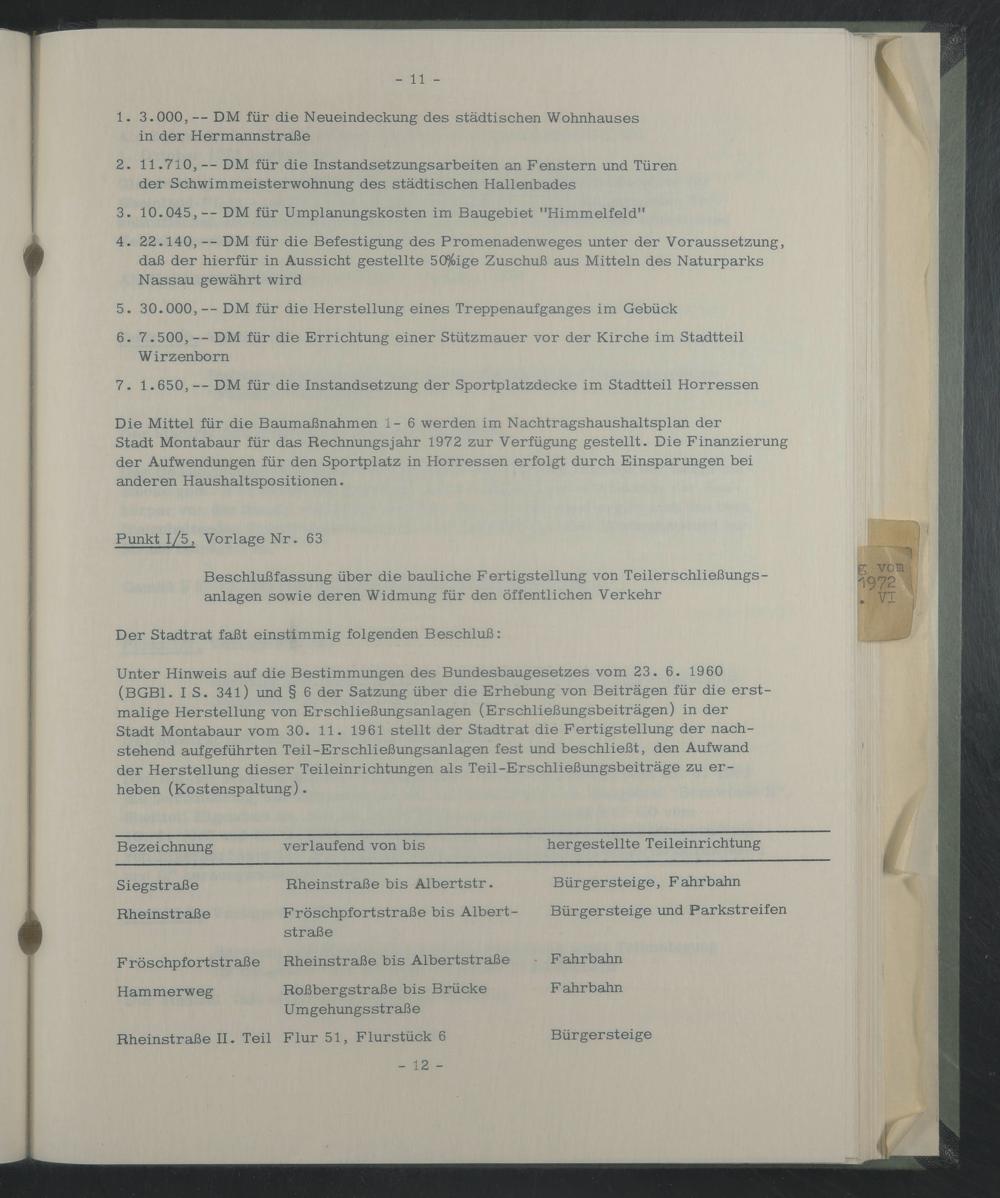 - 11 -
1. 3.000,-- DM für die Neueindeckung des städtischen Wohnhauses
in der Hermannstraße
2. 11.710,-- DM für die Instandsetzungsarbeiten an Fenstern und Türen
der Schwimmeisterwohnung des städtischen Hallenbades
3. 10.045,-- DM für Umplanungskosten im Baugebiet "Himmelfeld"
4. 22.140,-- DM für die Befestigung des Promenadenweges unter der Voraussetzung,
daß der hierfür in Aussicht gestellte 50%ige Zuschuß aus Mitteln des Naturparks
Nassau gewährt wird
5. 30.000,-- DM für die Herstellung eines Treppenaufganges im Gebück
6. 7.500,-- DM für die Errichtung einer Stützmauer vor der Kirche im Stadtteil
Wirzenborn
7. 1.650,-- DM für die Instandsetzung der Sportplatzdecke im Stadtteil Horressen
Die Mittel für die Baumaßnahmen 1- 6 werden im Nachtragshaushaltsplan der
Stadt Montabaur für das Rechnungsjahr 1972 zur Verfügung gestellt. Die Finanzierung
der Aufwendungen für den Sportplatz in Horressen erfolgt durch Einsparungen bei
anderen Haushaltspositionen.
Punkt I/5, Vorlage Nr. 63
Beschlußfassung über die bauliche Fertigstellung von Teilerschließungs-
anlagen sowie deren Widmung für den öffentlichen Verkehr
Der Stadtrat faßt einstimmig folgenden Beschluß:
Unter Hinweis auf die Bestimmungen des Bundesbaugesetzes vom 23. 6. 1960
(BGBl. I S. 341) und § 6 der Satzung über die Erhebung von Beiträgen für die erst-
malige Herstellung von Erschließungsanlagen (Erschließungsbeiträgen) in der
Stadt Montabaur vom 30. 11. 1961 stellt der Stadtrat die Fertigstellung der nach-
stehend aufgeführten Teil-Erschließungsanlagen fest und beschließt, den Aufwand
der Herstellung dieser Teileinrichtungen als Teil-Erschließungsbeiträge zu er-
heben (Kostenspaltung).
Bezeichnung verlaufend von bis hergestellte Teileinrichtung
Siegstraße Rheinstraße bis Albertstr. Bürgersteige, Fahrbahn
Rheinstraße Fröschpfortstraße bis Albert- Bürgersteige und Parkstreifen
straße
Fröschpfortstraße Rheinstraße bis Albertstraße Fahrbahn
Hammerweg Roßbergstraße bis Brücke Fahrbahn
Umgehungsstraße
Rheinstraße II. Teil Flur 51, Flurstück 6 Bürgersteige
- 12 -
g vom
1972
. VI